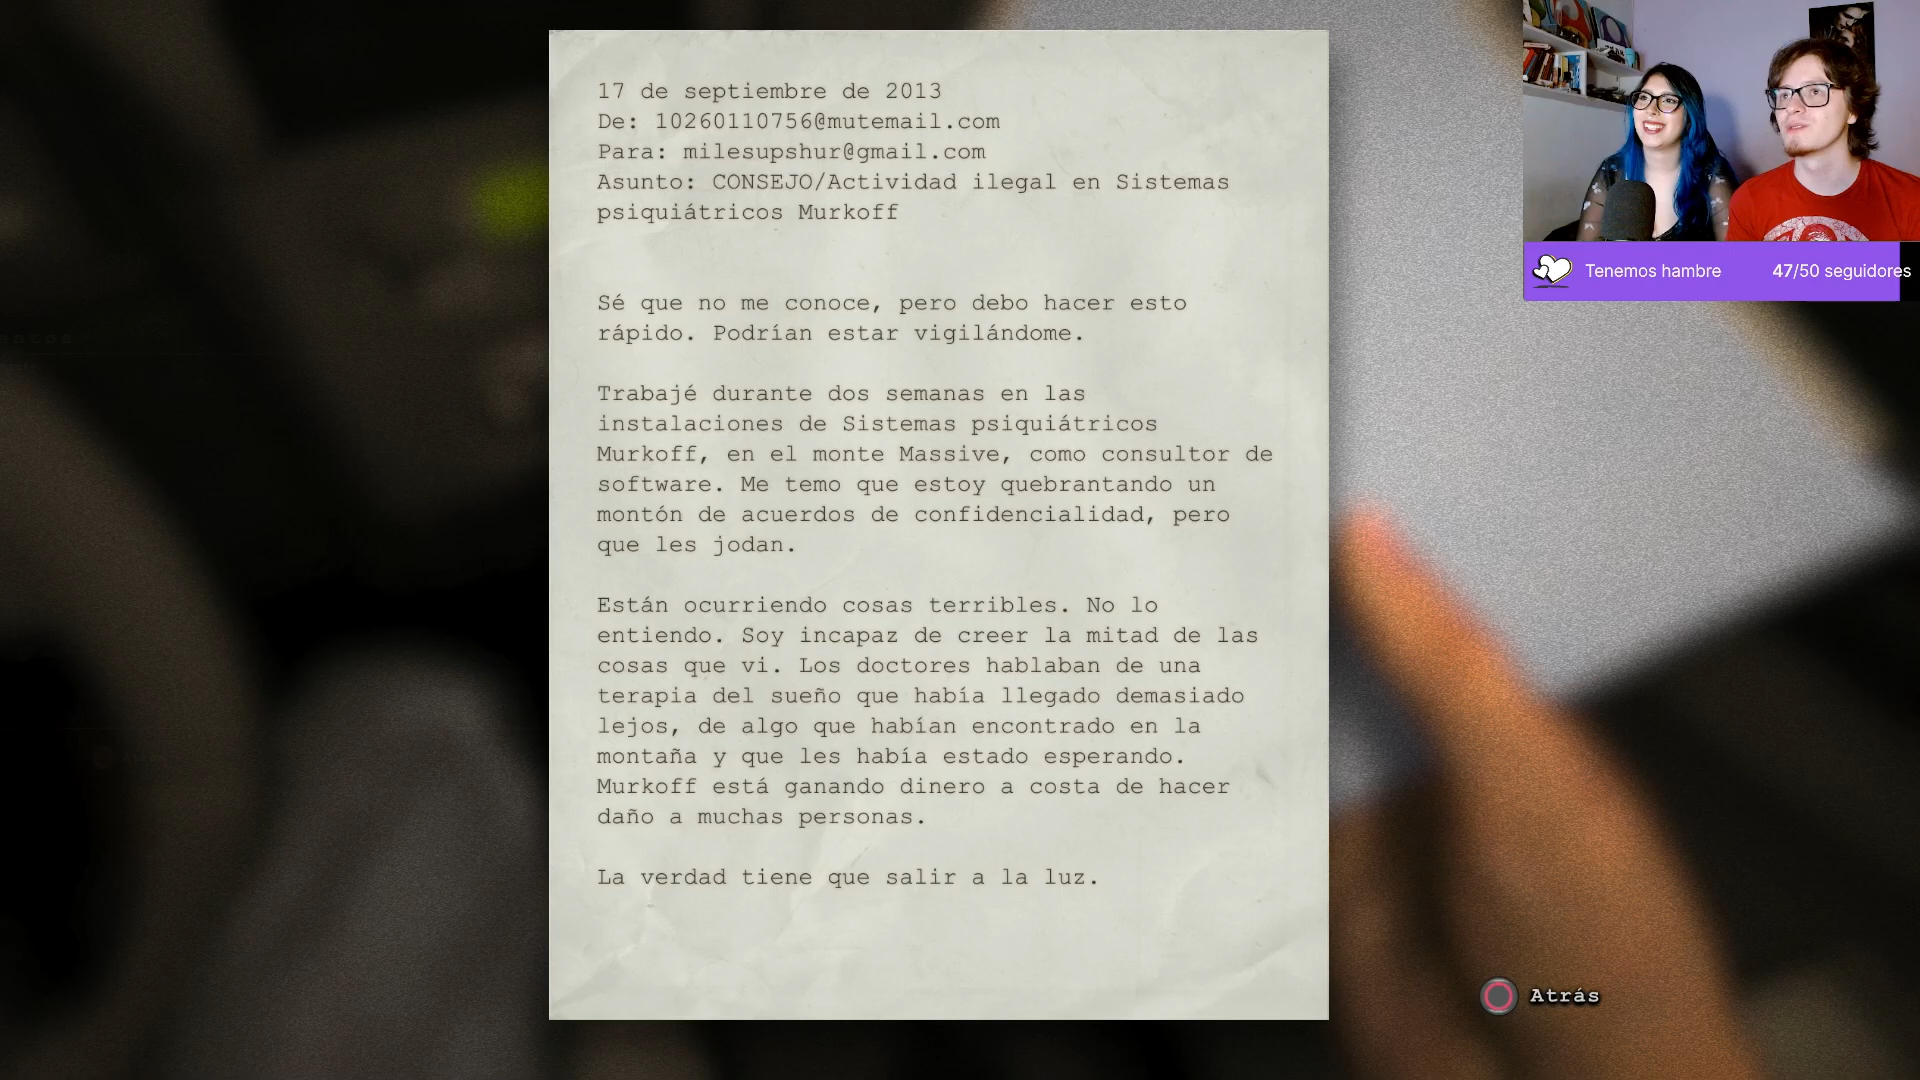 17 de septiembre de 2013
De: 10260110756@mutemail.com
Para: milesupshur@gmail.com
Asunto: CONSEJO/Actividad ilegal en Sistemas
psiquiátricos Murkoff
Sé que no me conoce, pero debo hacer esto
rápido. Podrían estar vigilándome.
Trabajé durante dos semanas en las
instalaciones de Sistemas psiquiátricos
Murkoff, en el monte Massive, como consultor de
software. Me temo que estoy quebrantando un
montón de acuerdos de confidencialidad, pero
que les jodan.
Están ocurriendo cosas terribles. No lo
entiendo. Soy incapaz de creer la mitad de las
cosas que vi. Los doctores hablaban de una
terapia del sueño que había llegado demasiado
lejos, de algo que habían encontrado en la
montaña y que les había estado esperando.
Murkoff está ganando dinero a costa de hacer
daño a muchas personas.
La verdad tiene que salir a la luz.
Tenemos hambre 47/50 seguidores
Atrás